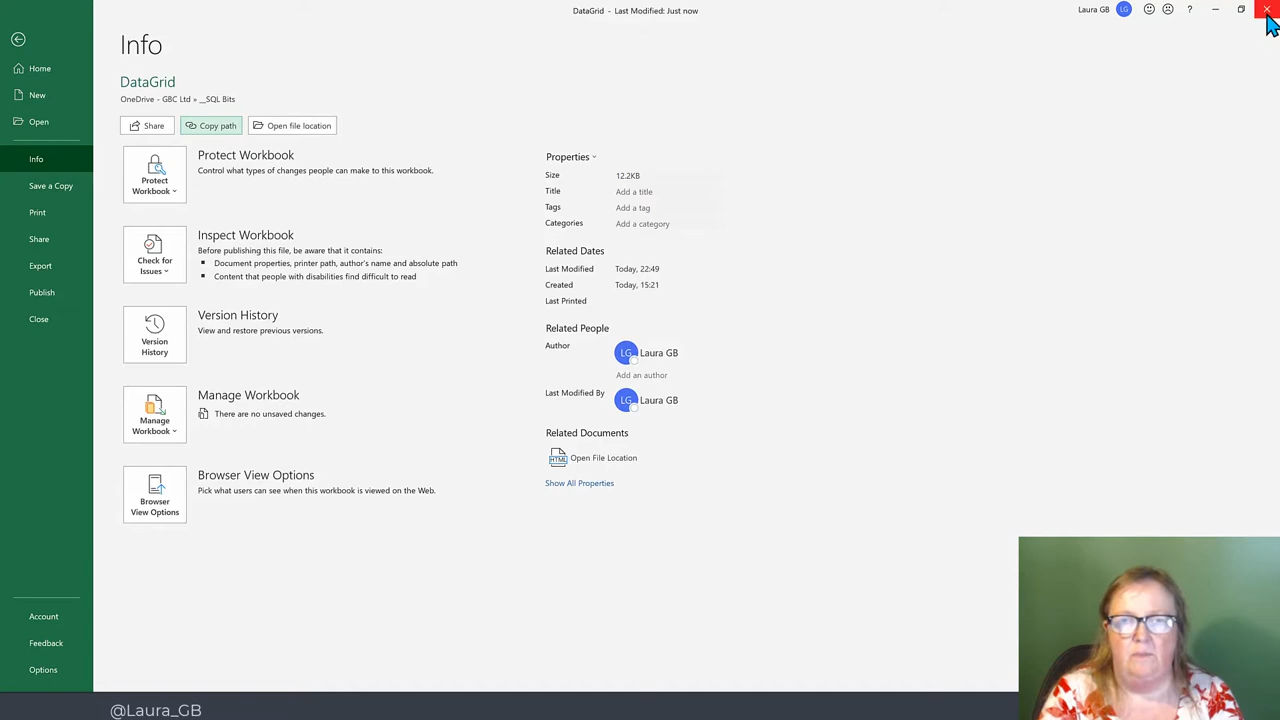 DataGrid - Last Modified: Just now
Laura GB
LG
?
Info
Home
New
Open
Info
Save a Copy
Print
Share
Export
Publish
Close
Account
Feedback
Options
DataGrid
OneDrive - GBC Ltd » __SQL Bits
Share
Copy path
Open file location
Protect Workbook
Protect Workbook
Control what types of changes people can make to this workbook.
Check for Issues
Inspect Workbook
Before publishing this file, be aware that it contains:
Document properties, printer path, author's name and absolute path
Content that people with disabilities find difficult to read
Version History
Version History
View and restore previous versions.
Manage Workbook
Manage Workbook
There are no unsaved changes.
Browser View Options
Browser View Options
Pick what users can see when this workbook is viewed on the Web.
Properties
Size 12.2KB
Title Add a title
Tags Add a tag
Categories Add a category
Related Dates
Last Modified Today, 22:49
Created Today, 15:21
Last Printed
Related People
Author LG Laura GB
Add an author
Last Modified By LG Laura GB
Related Documents
HTML Open File Location
Show All Properties
@Laura_GB